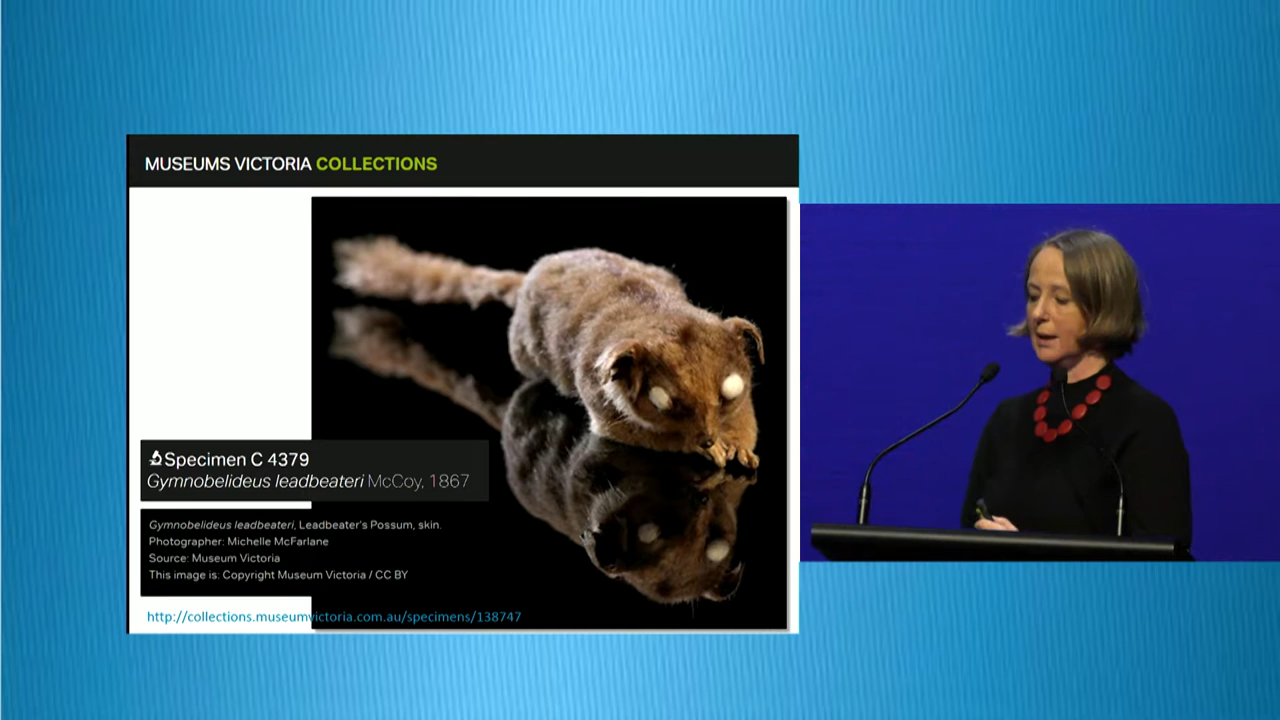 MUSEUMS VICTORIA COLLECTIONS
Specimen C 4379
Gymnobelideus leadbeateri McCoy, 1867
Gymnobelideus leadbeateri, Leadbeater's Possum, skin.
Photographer: Michelle McFarlane
Source: Museum Victoria
This image is: Copyright Museum Victoria / CC BY
http://collections.museumvictoria.com.au/specimens/138747